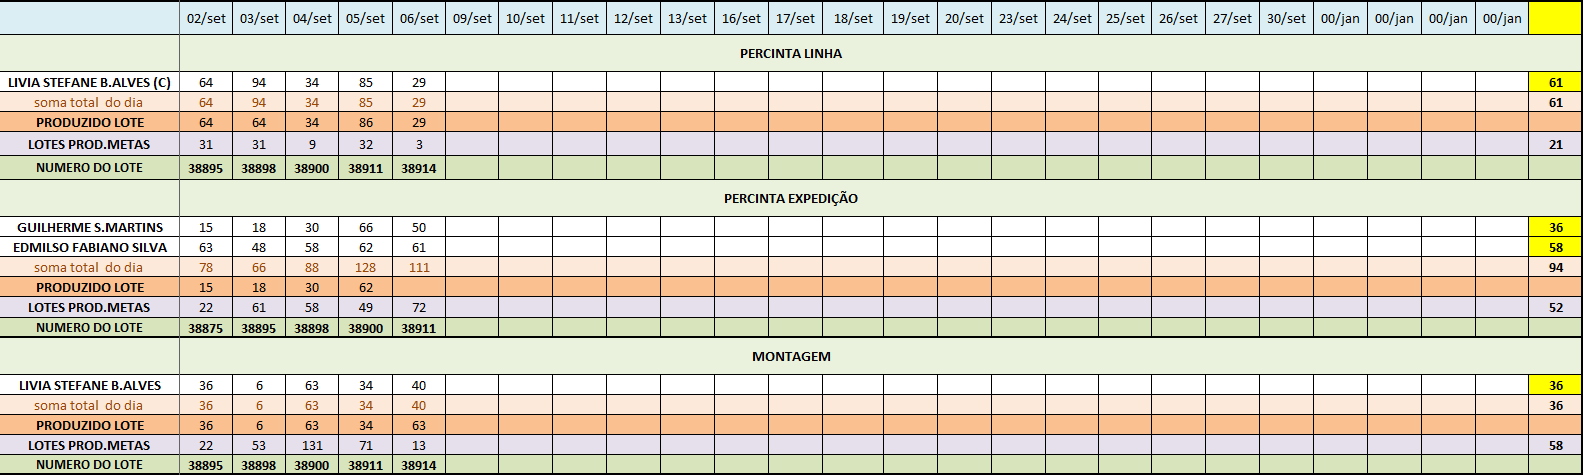 02/set 03/set 04/set 05/set 06/set 09/set 10/set 11/set 12/set 13/set 16/set 17/set 18/set 19/set 20/set 23/set 24/set 25/set 26/set 27/set 30/set 00/jan 00/jan 00/jan 00/jan
PERCINTA LINHA
LIVIA STEFANE B.ALVES (C) 64 94 34 85 29 61
soma total do dia 64 94 34 85 29 61
PRODUZIDO LOTE 64 64 34 86 29
LOTES PROD.METAS 31 31 9 32 3 21
NUMERO DO LOTE 38895 38898 38900 38911 38914
PERCINTA EXPEDIÇÃO
GUILHERME S.MARTINS 15 18 30 66 50 36
EDMILSO FABIANO SILVA 63 48 58 62 61 58
soma total do dia 78 66 88 128 111 94
PRODUZIDO LOTE 15 18 30 62
LOTES PROD.METAS 22 61 58 49 72 52
NUMERO DO LOTE 38875 38895 38898 38900 38911
MONTAGEM
LIVIA STEFANE B.ALVES 36 6 63 34 40 36
soma total do dia 36 6 63 34 40 36
PRODUZIDO LOTE 36 6 63 34 63
LOTES PROD.METAS 22 53 131 71 13 58
NUMERO DO LOTE 38895 38898 38900 38911 38914